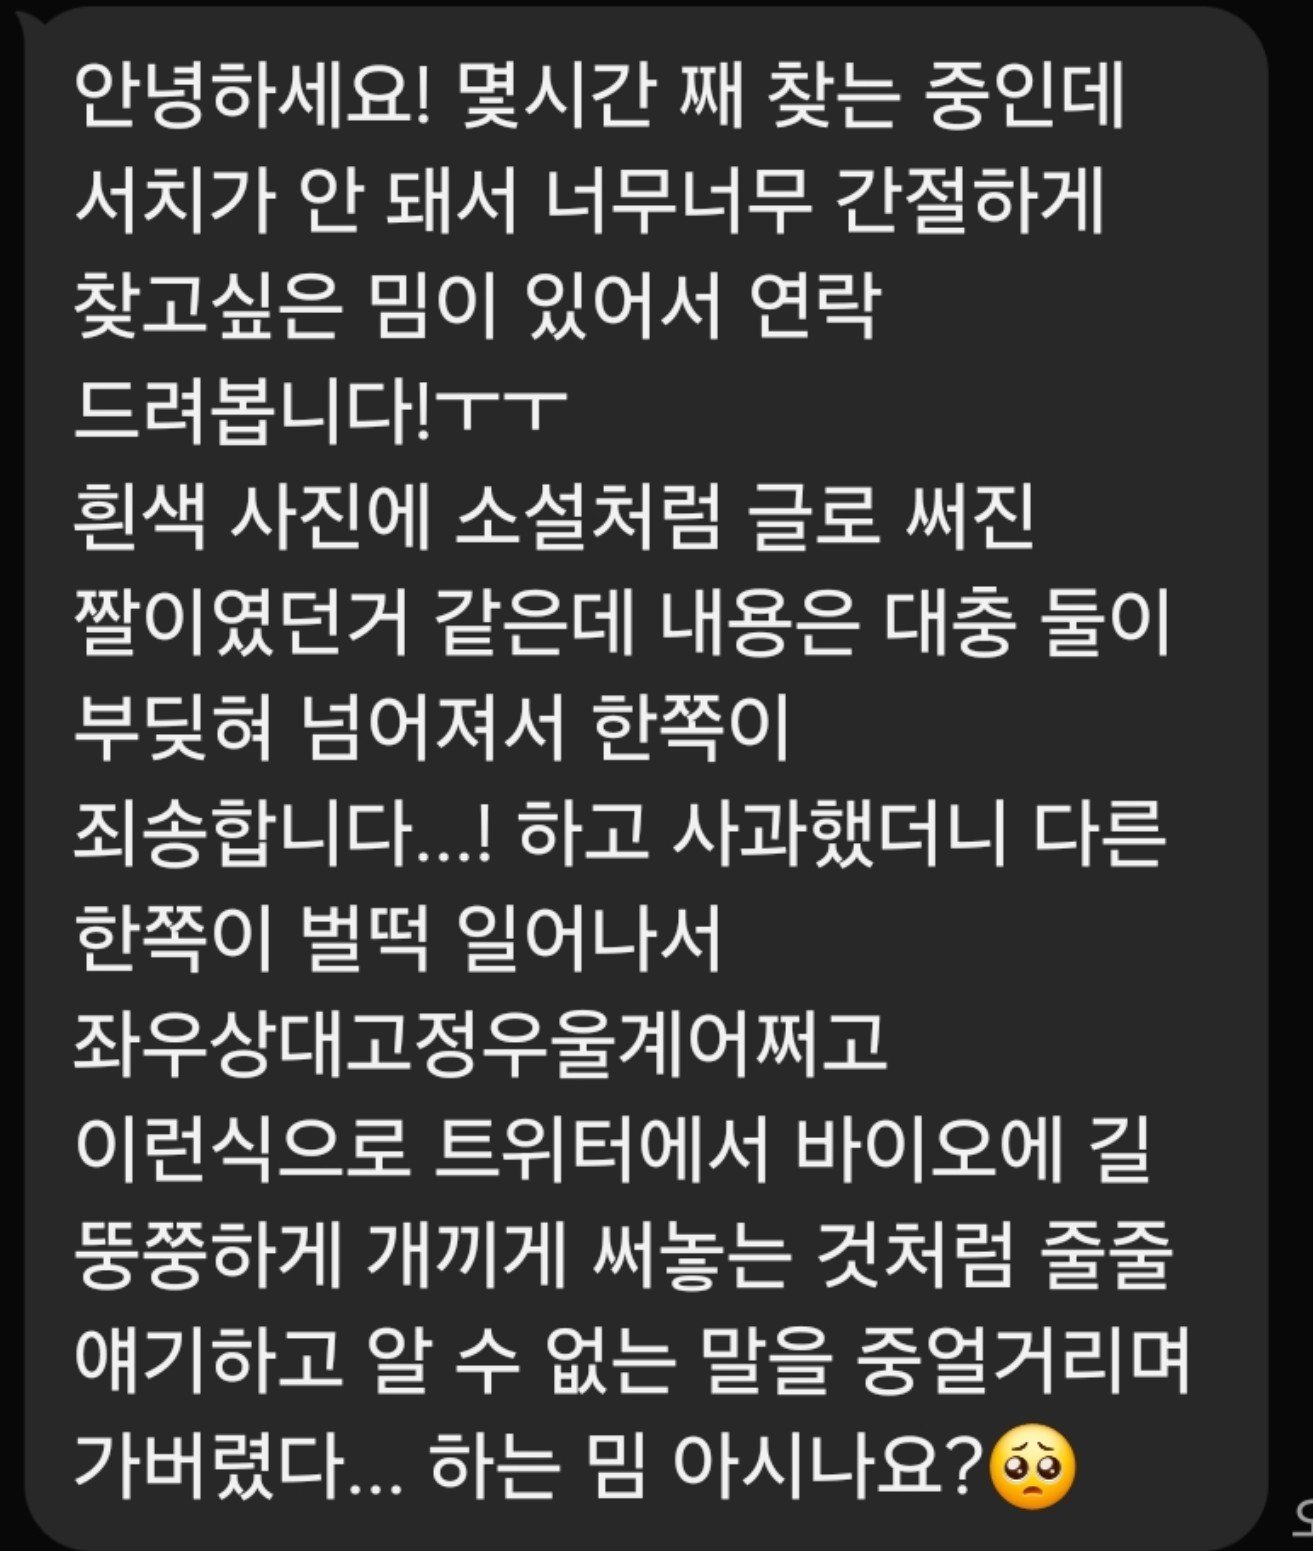 안녕하세요! 몇시간 째 찾는 중인데
서치가 안 돼서 너무너무 간절하게
찾고싶은 밈이 있어서 연락
드려봅니다!ㅜㅜ
흰색 사진에 소설처럼 글로 써진
짤이였던거 같은데 내용은 대충 둘이
부딪혀 넘어져서 한쪽이
죄송합니다...! 하고 사과했더니 다른
한쪽이 벌떡 일어나서
좌우상대고정우울계어쩌고
이런식으로 트위터에서 바이오에 길
뚱쭝하게 개끼게 써놓는 것처럼 줄줄
얘기하고 알 수 없는 말을 중얼거리며
가버렸다... 하는 밈 아시나요?🥺